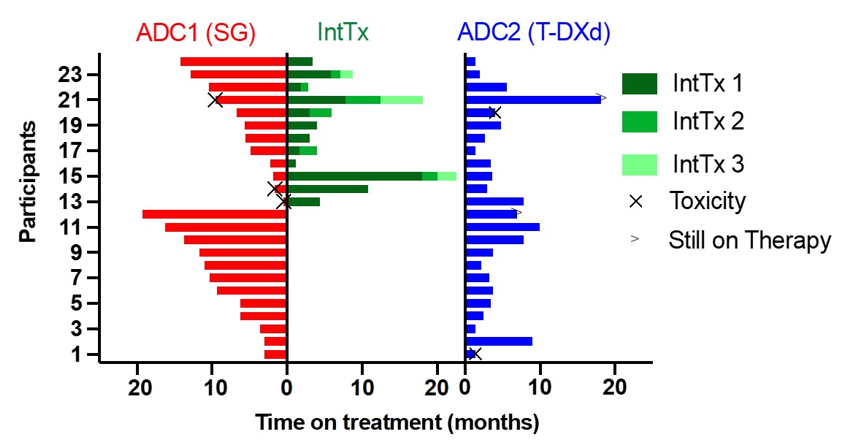 ADC1 (SG) IntTx ADC2 (T-DXd)
Participants
23
21
19
17
15
13
11
9
7
5
3
1
20 10 0 10 20 0 10 20
Time on treatment (months)
IntTx 1
IntTx 2
IntTx 3
Toxicity
> Still on Therapy